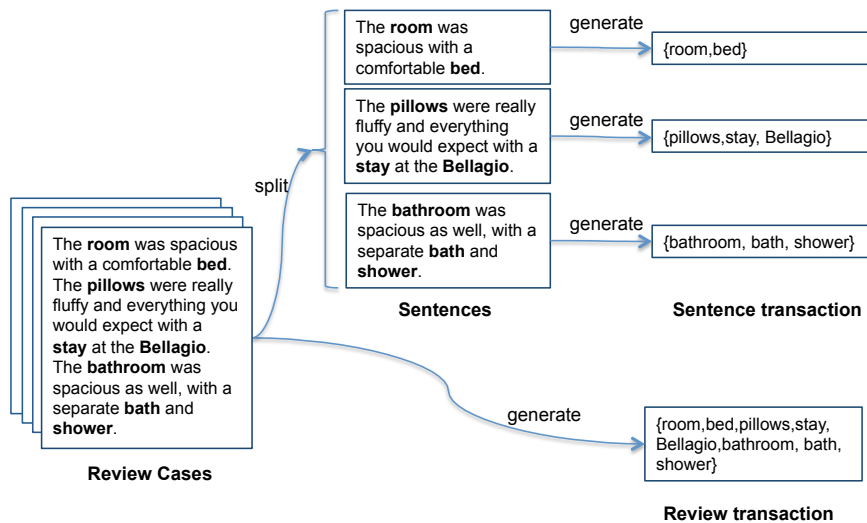 The room was
spacious with a
comfortable bed.
generate
{room,bed}
The pillows were really
fluffy and everything
you would expect with a
stay at the Bellagio.
generate
{pillows,stay, Bellagio}
split
The bathroom was
spacious as well, with a
separate bath and
shower.
generate
{bathroom, bath, shower}
Sentences
Sentence transaction
The room was spacious
with a comfortable bed.
The pillows were really
fluffy and everything you
would expect with a
stay at the Bellagio.
The bathroom was
spacious as well, with a
separate bath and
shower.
Review Cases
generate
{room,bed,pillows,stay,
Bellagio,bathroom, bath,
shower}
Review transaction